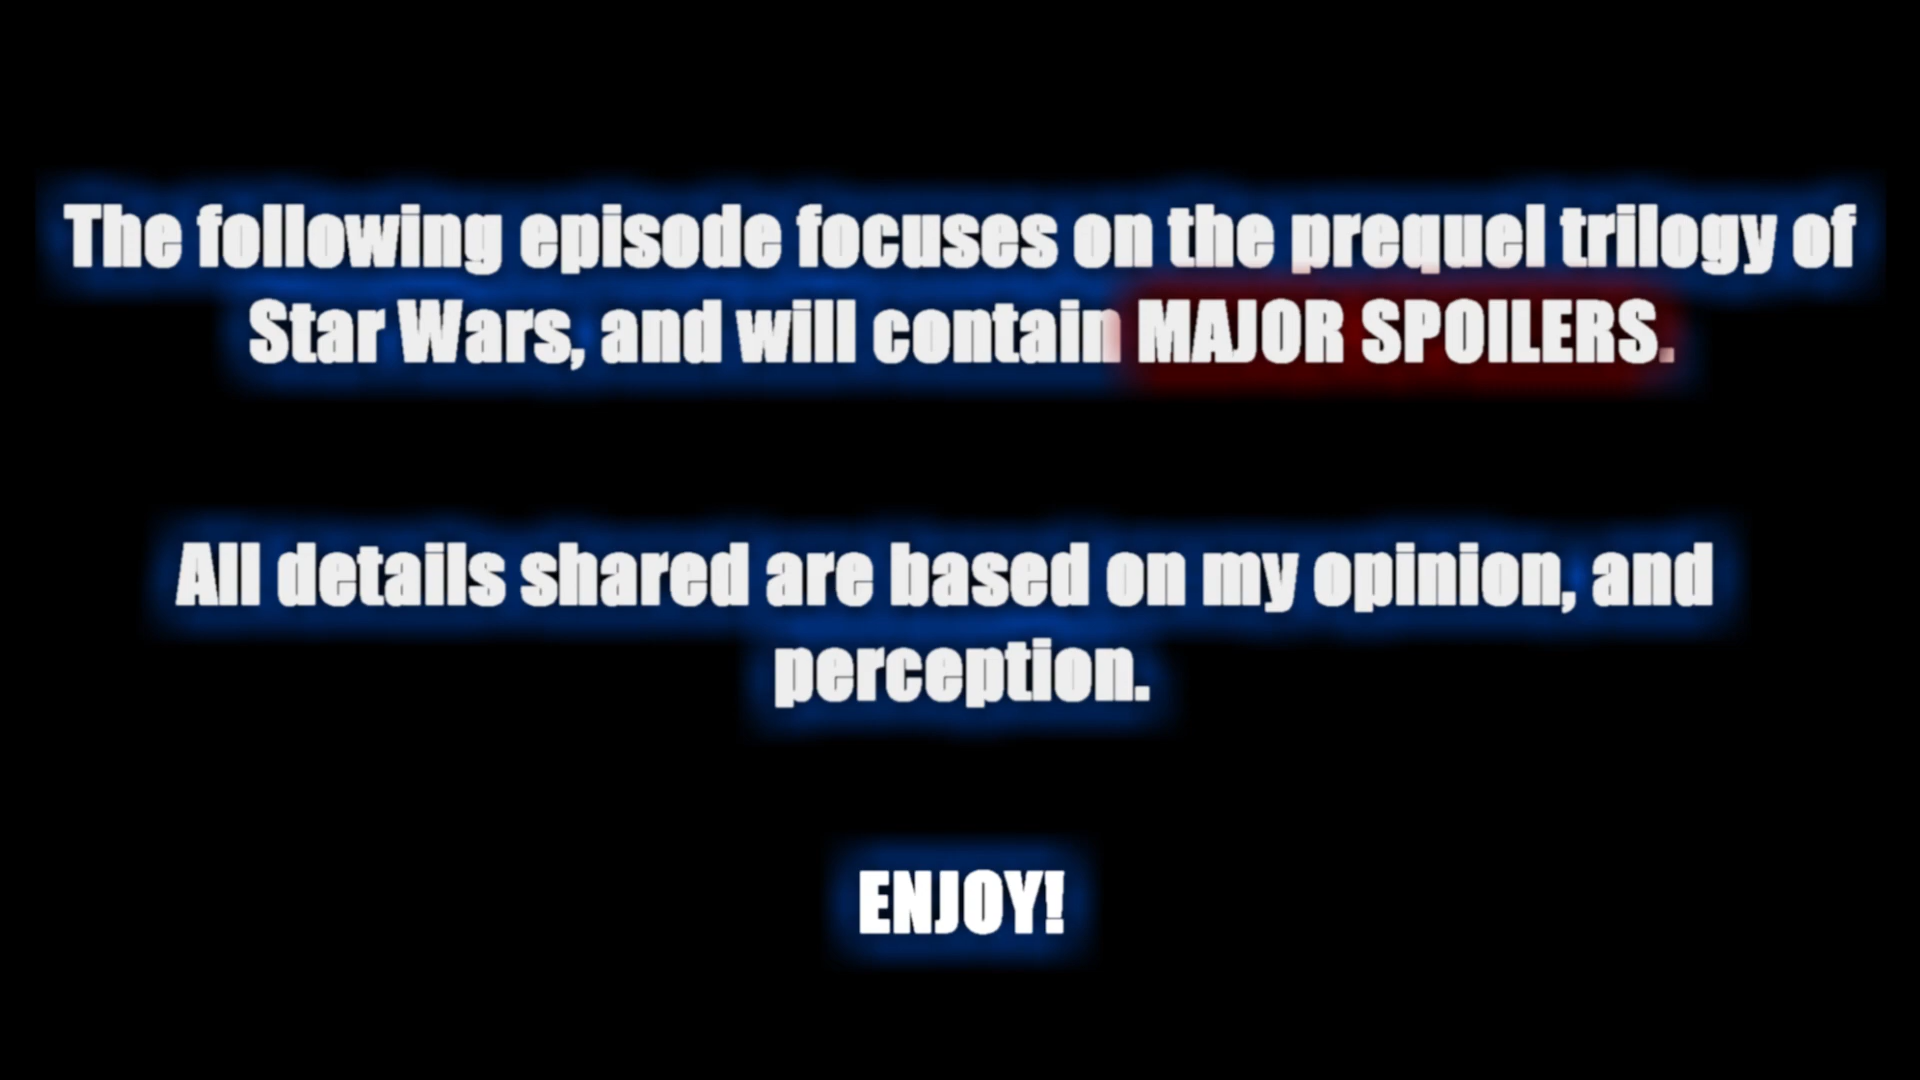 The following episode focuses on the prequel trilogy of
Star Wars, and will contain MAJOR SPOILERS.
All details shared are based on my opinion, and
perception.
ENJOY!